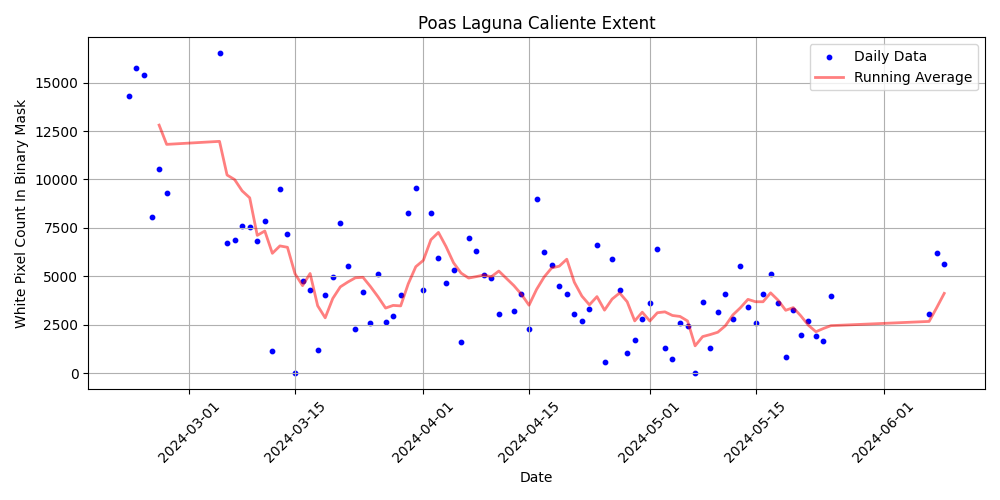 Poas Laguna Caliente Extent
Daily Data
Running Average
White Pixel Count In Binary Mask
15000
12500
10000
7500
5000
2500
0
2024-03-01
2024-03-15
2024-04-01
2024-04-15
2024-05-01
2024-05-15
2024-06-01
Date